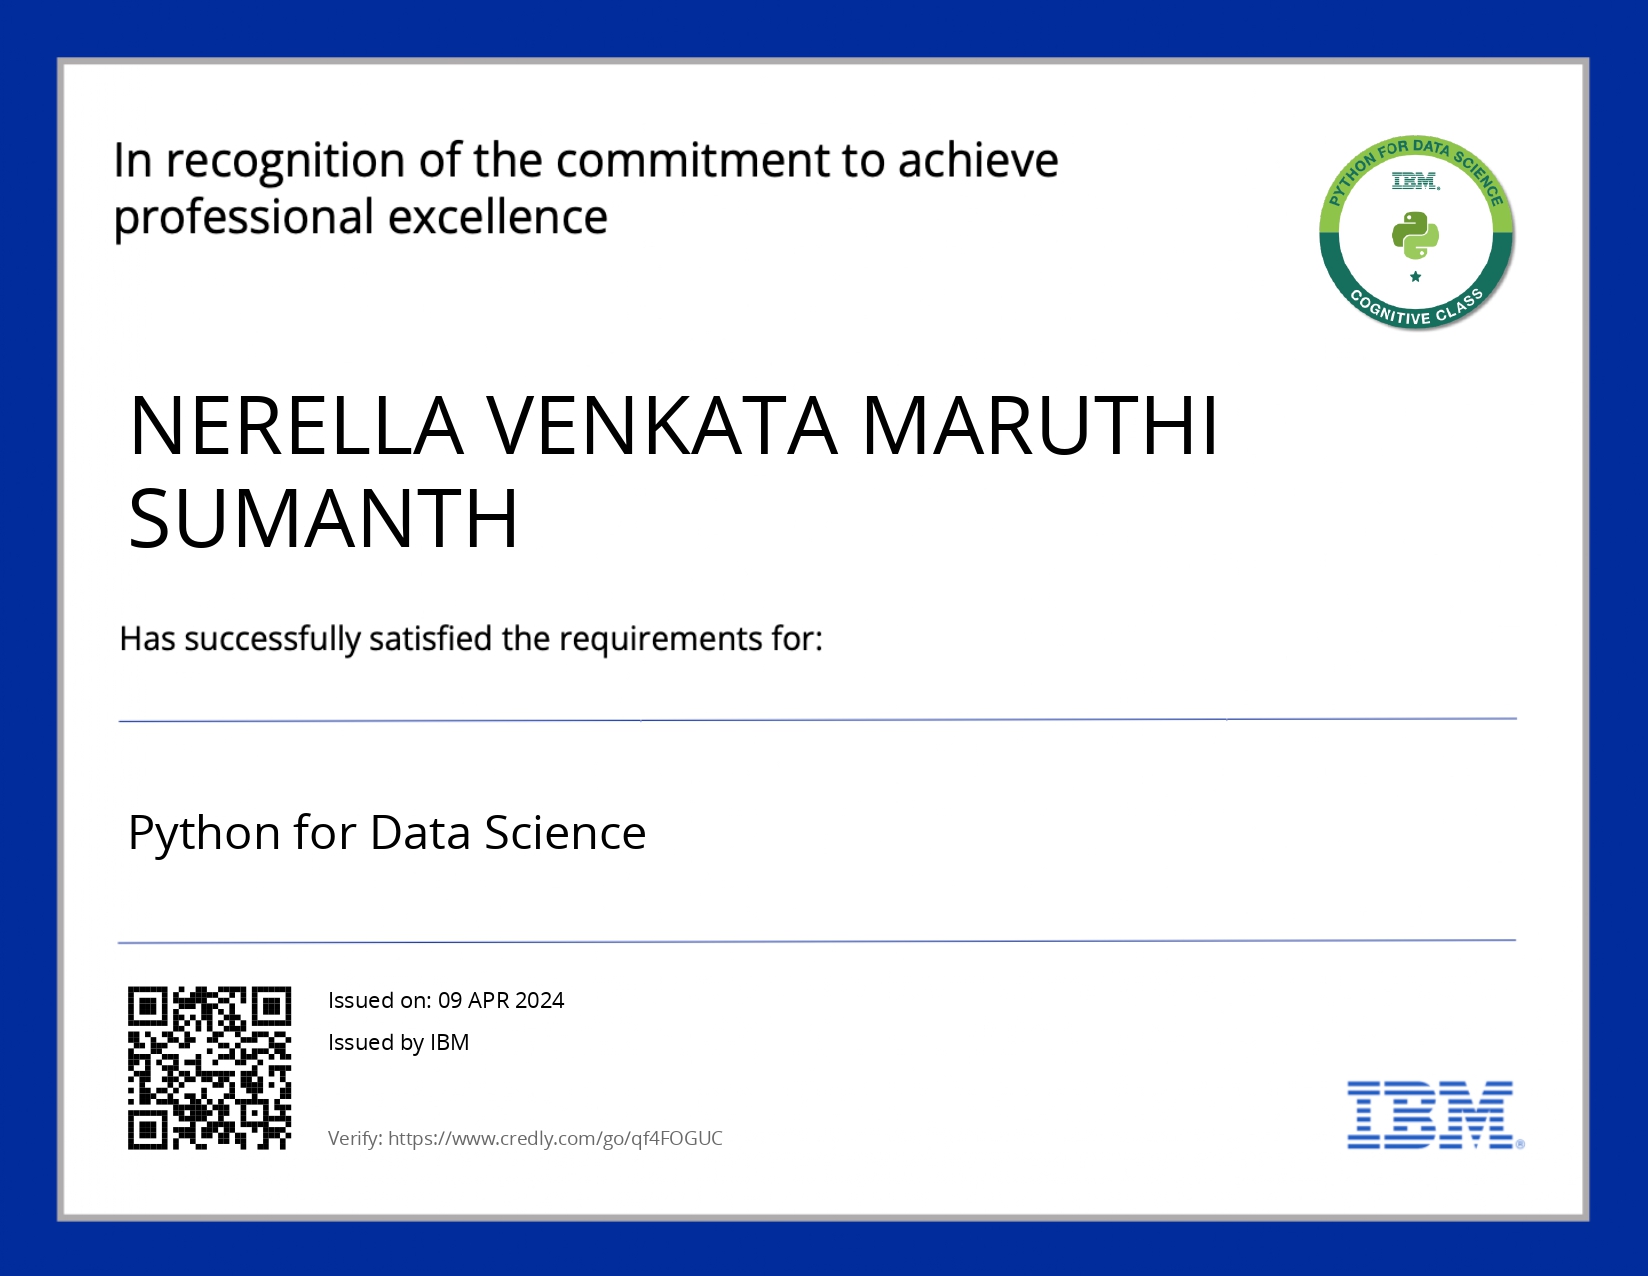 In recognition of the commitment to achieve
professional excellence
PYTHON FOR DATA SCIENCE
IBM®
COGNITIVE CLASS
NERELLA VENKATA MARUTHI
SUMANTH
Has successfully satisfied the requirements for:
Python for Data Science
Issued on: 09 APR 2024
Issued by IBM
Verify: https://www.credly.com/go/qf4FOGUC
IBM®